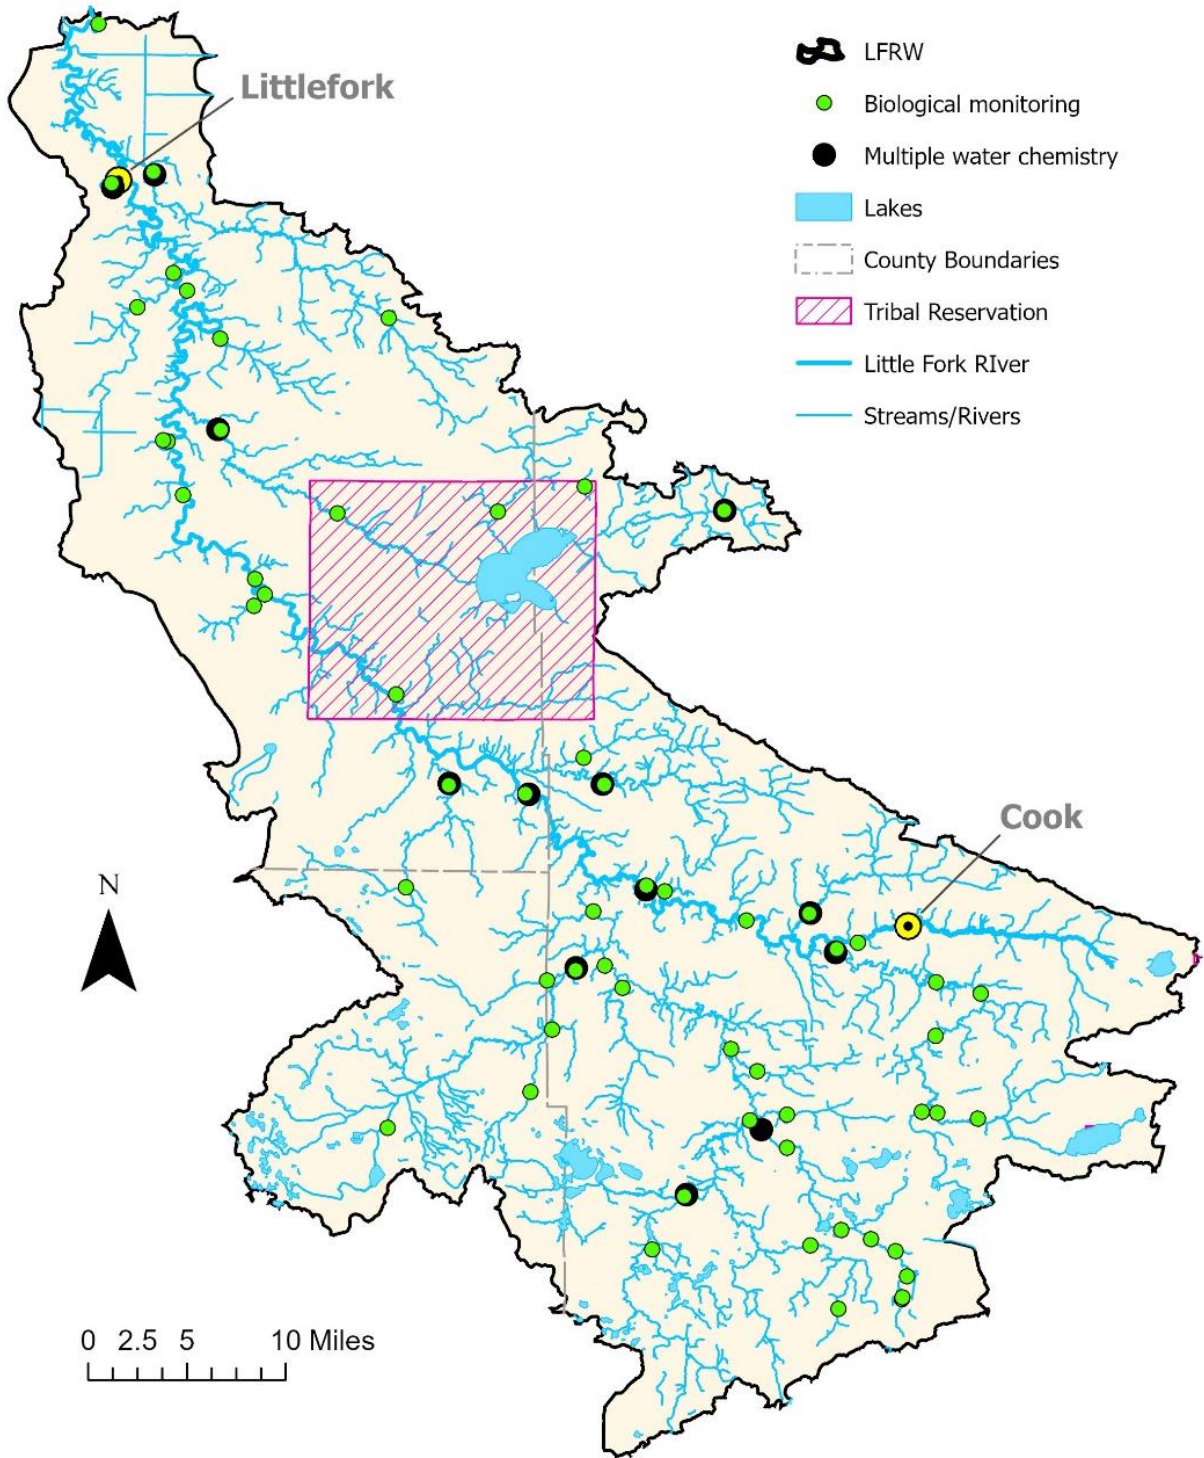 Littlefork
LFRW
Biological monitoring
Multiple water chemistry
Lakes
County Boundaries
Tribal Reservation
Little Fork RIver
Streams/Rivers
Cook
N
0 2.5 5 10 Miles